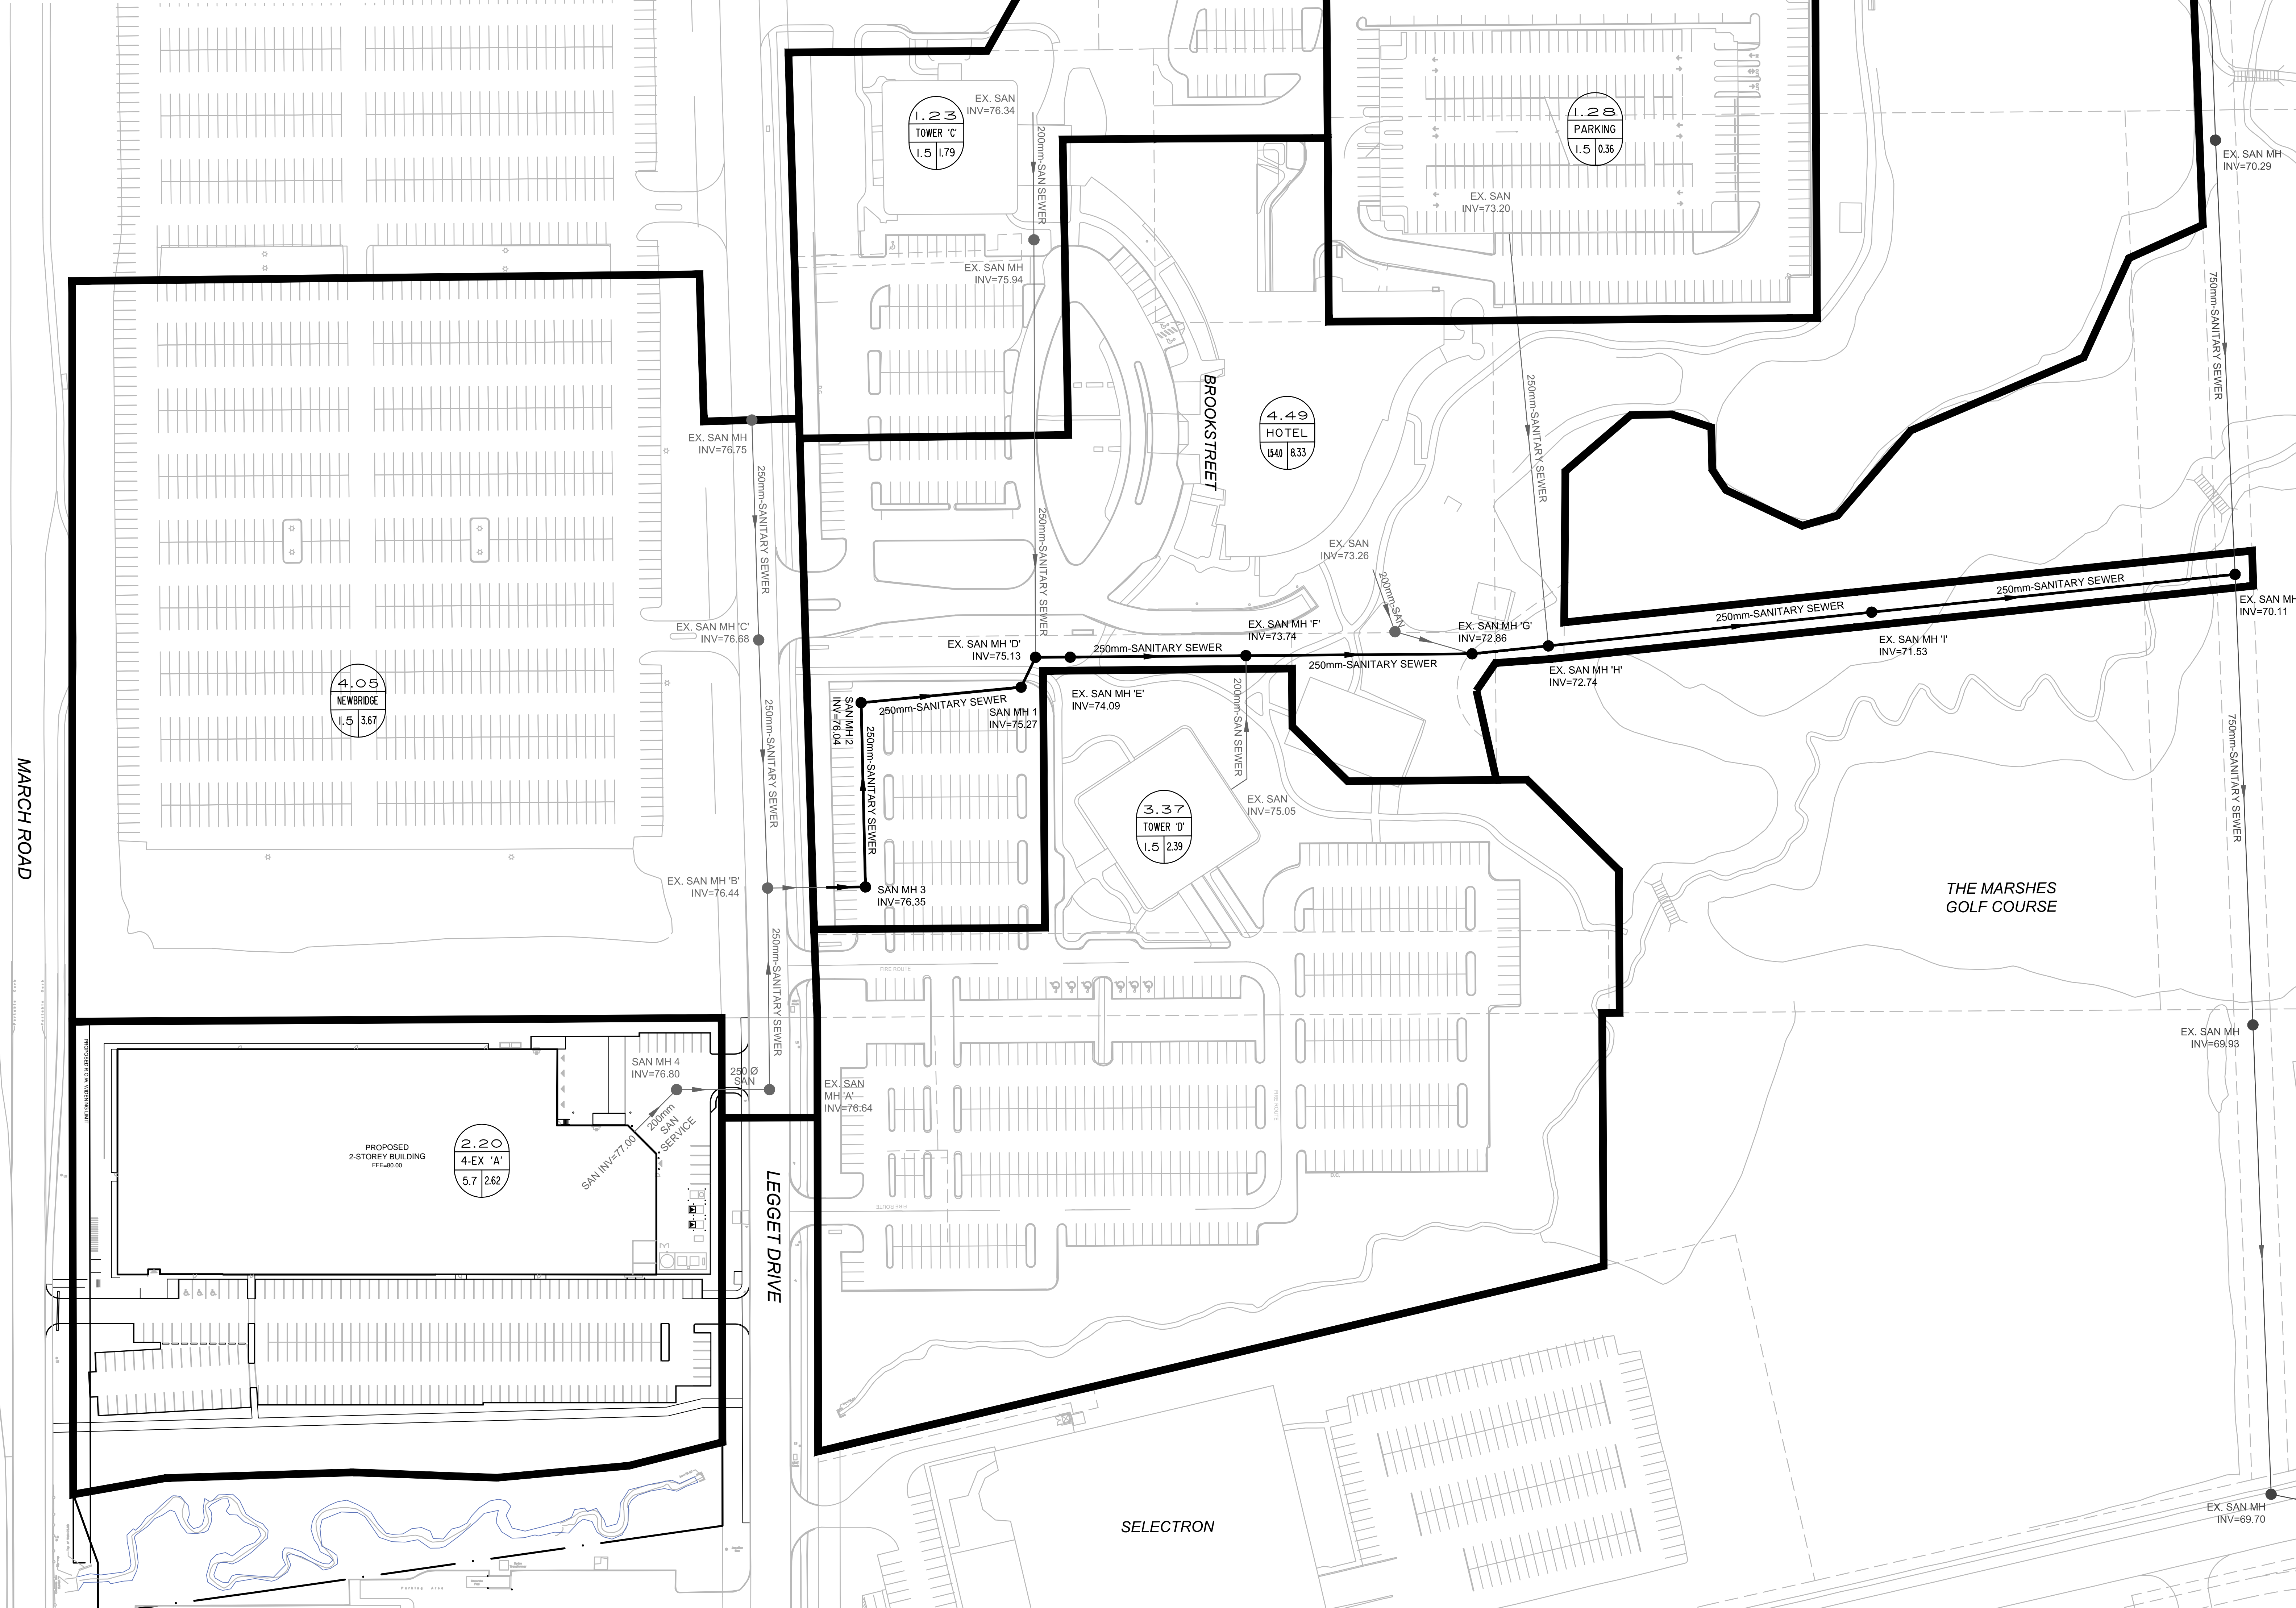 EX. SAN
INV=76.34
1.23
TOWER 'C'
1.5 1.79
200mm-SAN SEWER
EX. SAN MH
INV=75.94
1.28
PARKING
1.5 0.36
EX. SAN
INV=73.20
EX. SAN MH
INV=70.29
750mm-SANITARY SEWER
250mm-SANITARY SEWER
BROOKSTREET
4.49
HOTEL
8.33
EX. SAN MH
INV=76.75
250mm-SANITARY SEWER
250mm-SANITARY SEWER
EX. SAN
INV=73.26
200mm-SAN
EX. SAN MH 'C'
INV=76.68
EX. SAN MH 'D'
INV=75.13
250mm-SANITARY SEWER
EX. SAN MH 'F'
INV=73.74
250mm-SANITARY SEWER
EX. SAN MH 'G'
INV=72.86
250mm-SANITARY SEWER
250mm-SANITARY SEWER
EX. SAN MH
INV=70.11
EX. SAN MH 'I'
INV=71.53
EX. SAN MH 'H'
INV=72.74
4.05
NEWBRIDGE
1.5 3.67
SAN MH 2
INV=76.04
250mm-SANITARY SEWER
SAN MH 1
INV=75.27
EX. SAN MH 'E'
INV=74.09
200mm-SAN SEWER
250mm-SANITARY SEWER
250mm-SANITARY SEWER
750mm-SANITARY SEWER
MARCH ROAD
3.37
TOWER 'D'
1.5 2.39
EX. SAN
INV=75.05
EX. SAN MH 'B'
INV=76.44
SAN MH 3
INV=76.35
THE MARSHES
GOLF COURSE
250mm-SANITARY SEWER
FIRE ROUTE
EX. SAN MH
INV=69.93
PROPOSED R.O.W. WIDENING LIMIT
SAN MH 4
INV=76.80
250 Ø
SAN
EX. SAN
MH 'A'
INV=76.64
FIRE ROUTE
200mm
SAN
SERVICE
SAN INV=77.00
PROPOSED
2-STOREY BUILDING
FFE=80.00
2.20
4-EX 'A'
5.7 2.62
LEGGET DRIVE
FIRE ROUTE
SELECTRON
EX. SAN MH
INV=69.70
Parking Area